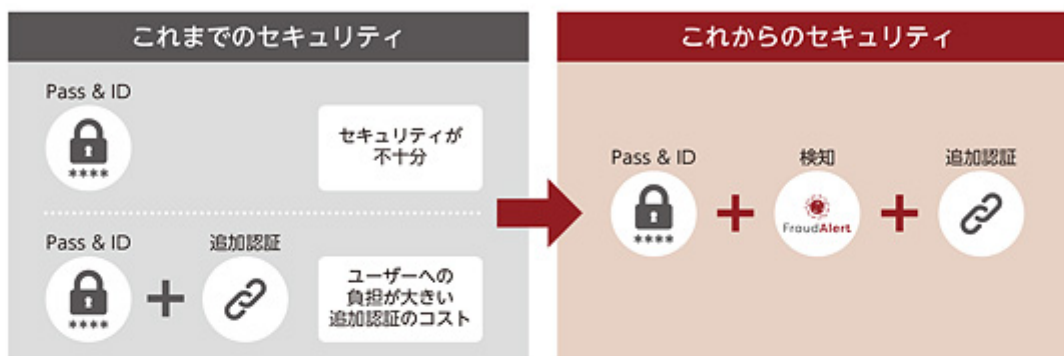 これまでのセキュリティ
Pass & ID
****
セキュリティが
不十分
Pass & ID
****
追加認証
ユーザーへの
負担が大きい
追加認証のコスト
これからのセキュリティ
Pass & ID
****
検知
FraudAlert
追加認証